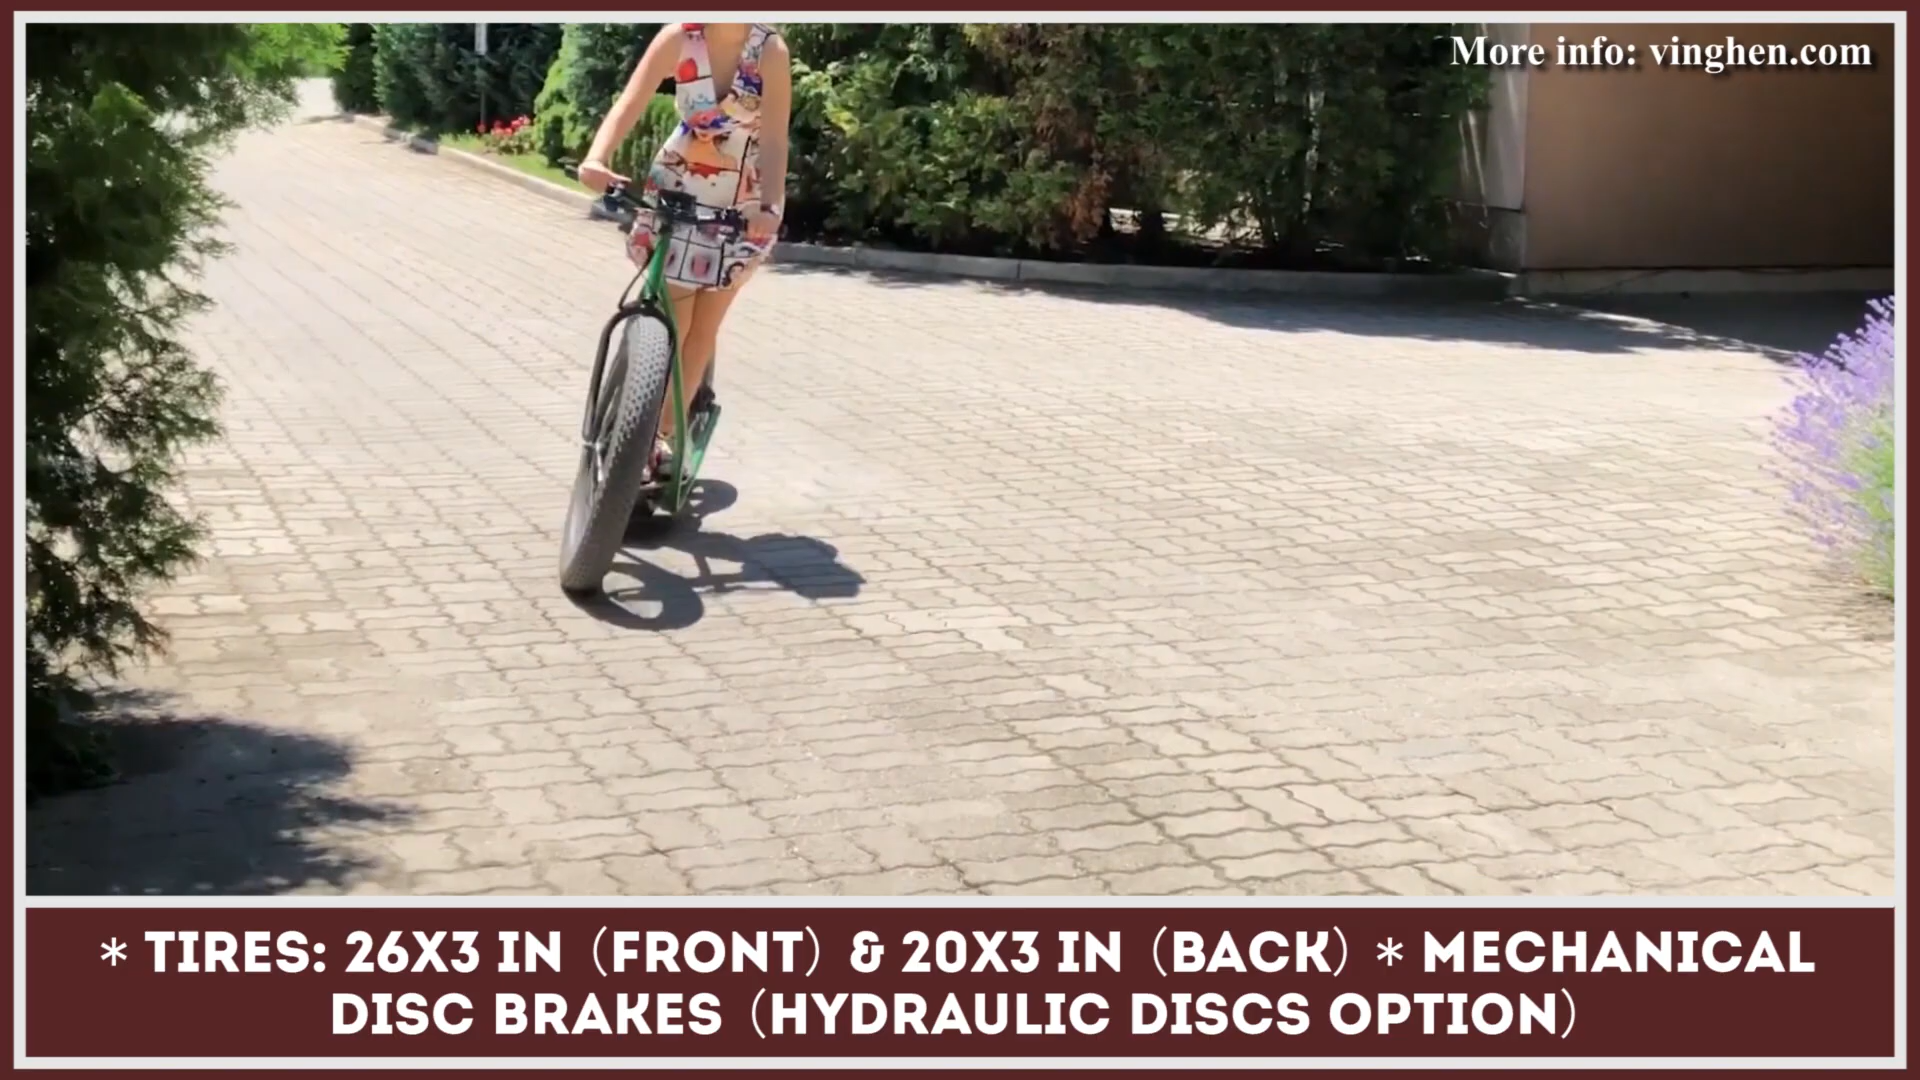 More info: vinghen.com
* TIRES: 26X3 IN (FRONT) & 20X3 IN (BACK) * MECHANICAL
DISC BRAKES (HYDRAULIC DISCS OPTION)